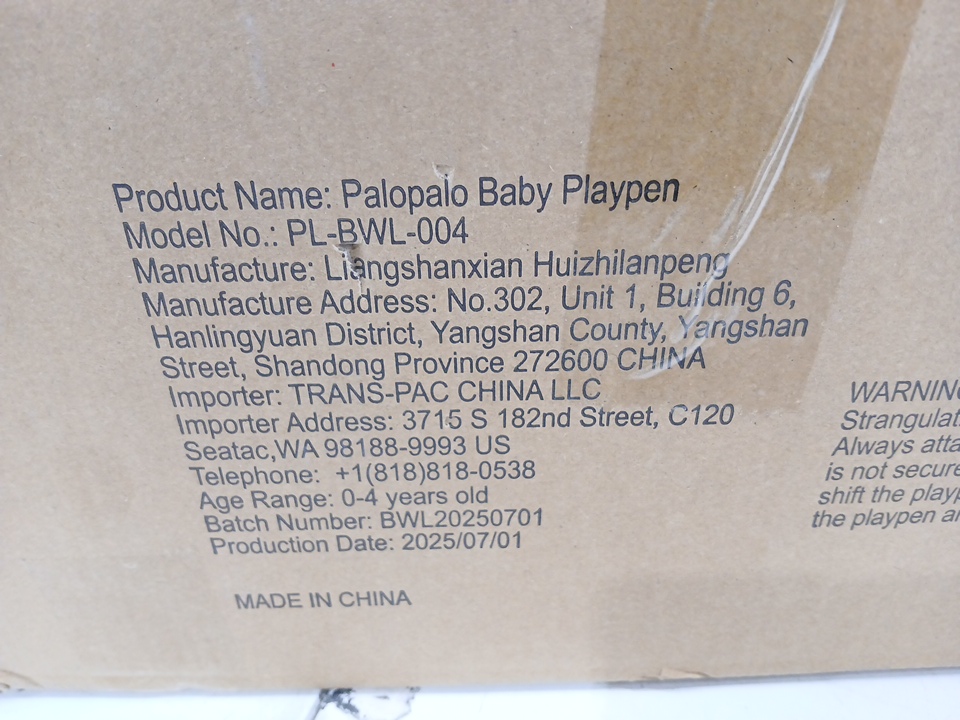 Product Name: Palopalo Baby Playpen
Model No.: PL-BWL-004
Manufacture: Liangshanxian Huizhilanpeng
Manufacture Address: No.302, Unit 1, Building 6,
Hanlingyuan District, Yangshan County, Yangshan
Street, Shandong Province 272600 CHINA
Importer: TRANS-PAC CHINA LLC
Importer Address: 3715 S 182nd Street, C120
Seatac,WA 98188-9993 US
Telephone: +1(818)818-0538
Age Range: 0-4 years old
Batch Number: BWL20250701
Production Date: 2025/07/01
MADE IN CHINA
WARNIN
Strangulat
Always atta
is not secure
shift the playp
the playpen an